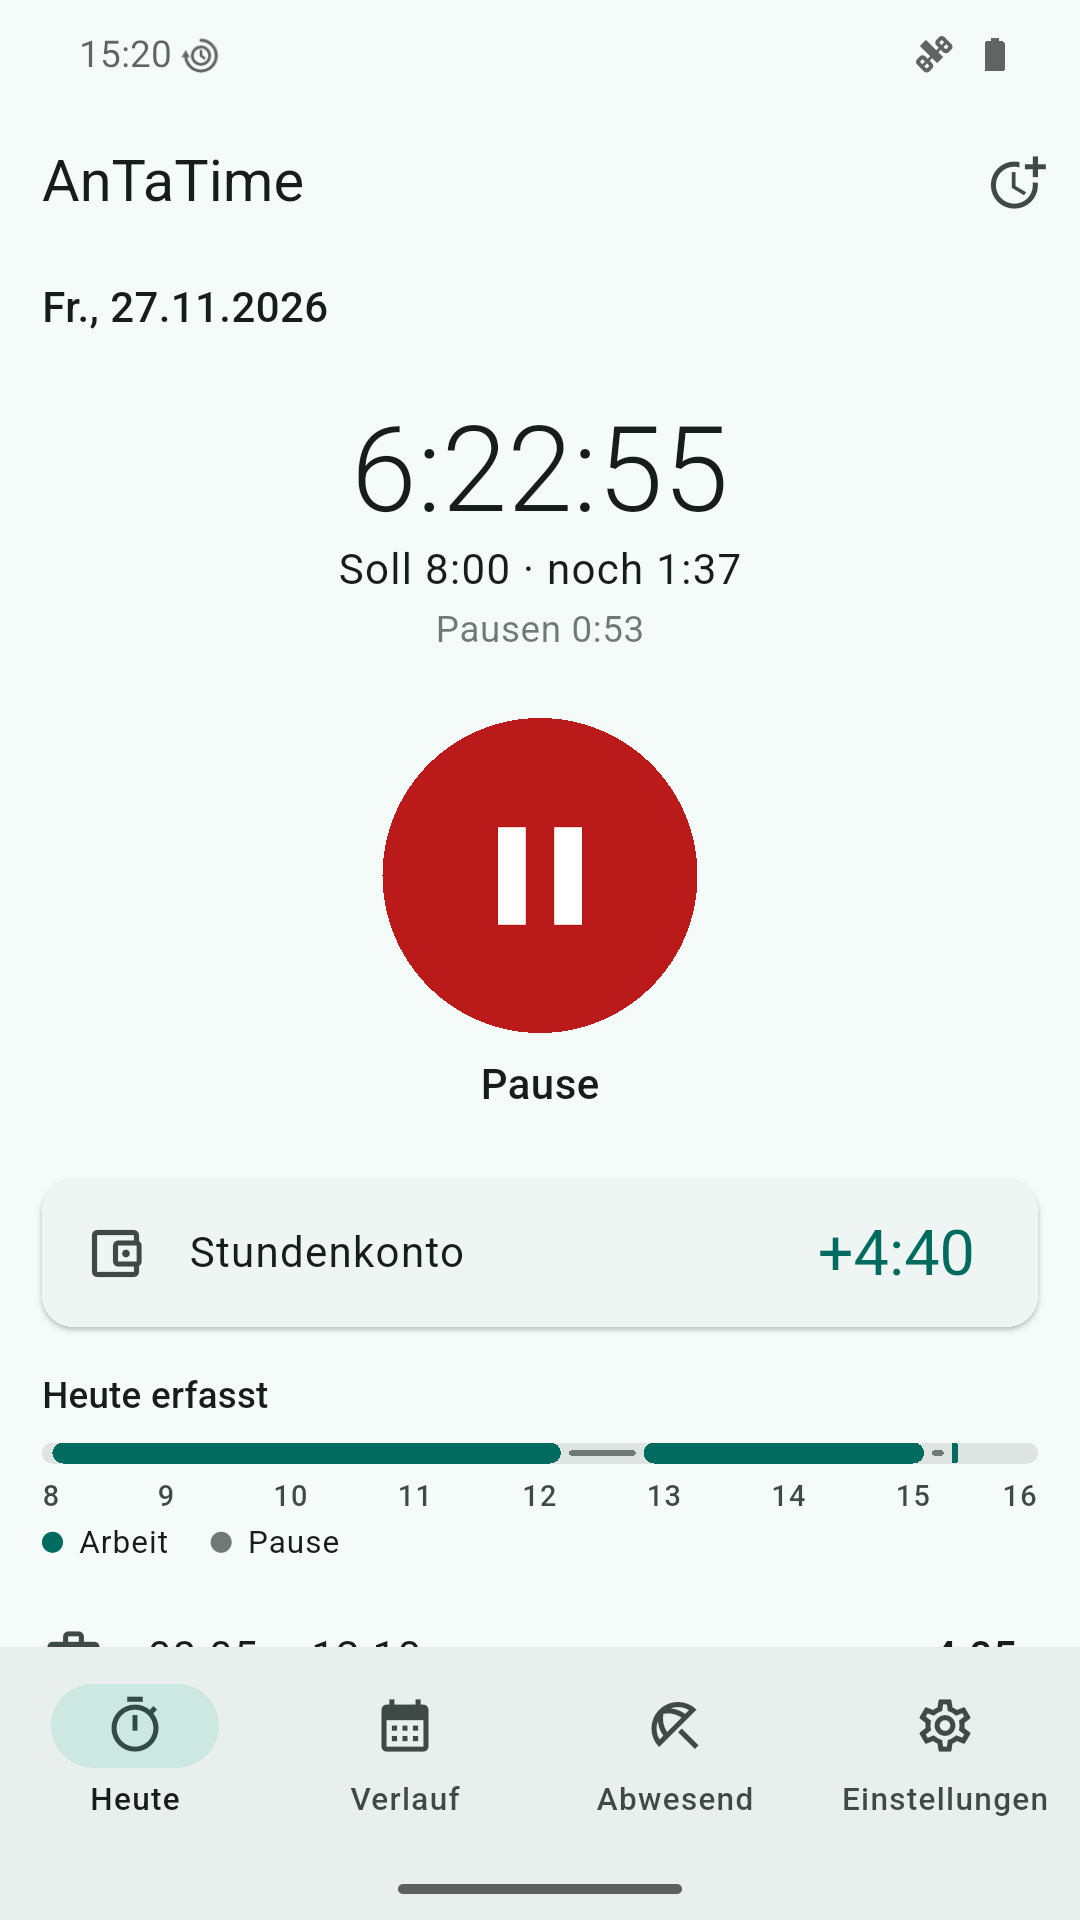 15:20
AnTaTime
Fr., 27.11.2026
6:22:55
Soll 8:00 · noch 1:37
Pausen 0:53
Pause
Stundenkonto +4:40
Heute erfasst
8 9 10 11 12 13 14 15 16
Arbeit Pause
Heute Verlauf Abwesend Einstellungen